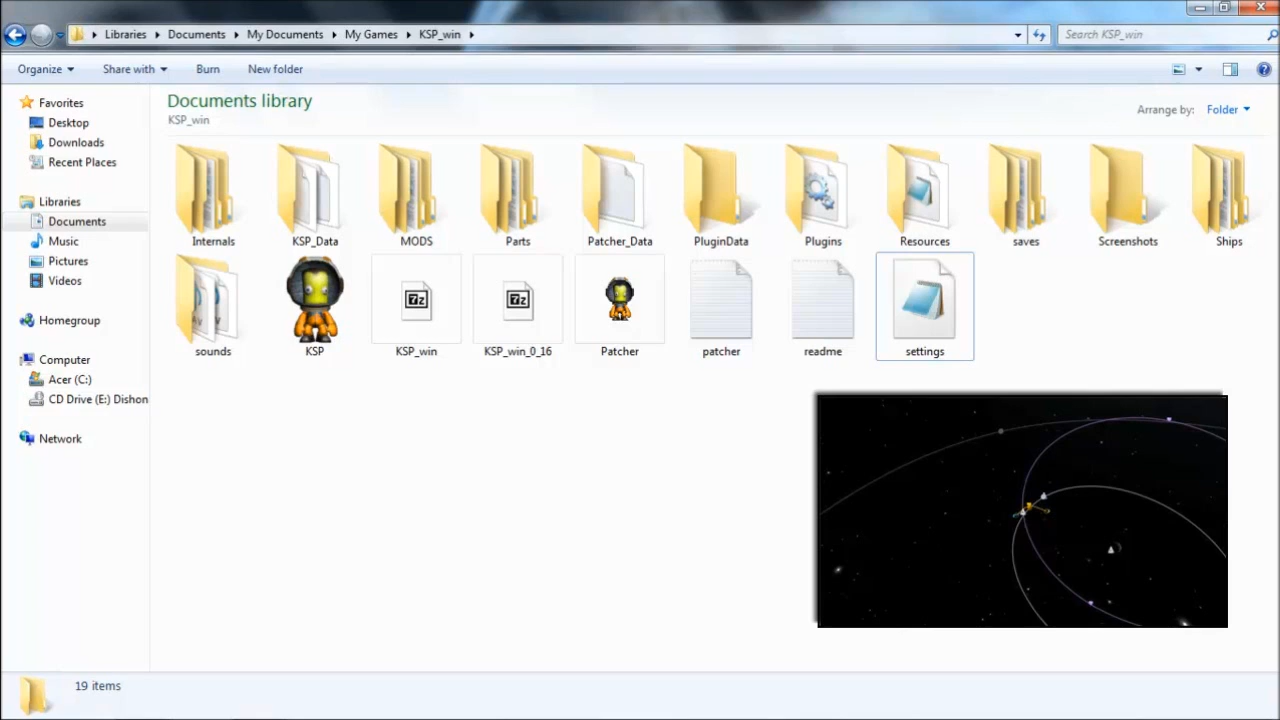 Libraries Documents My Documents My Games KSP_win
Search KSP_win
Organize Share with Burn New folder
Documents library
KSP_win
Arrange by: Folder
Favorites
Desktop
Downloads
Recent Places
Libraries
Documents
Music
Pictures
Videos
Homegroup
Computer
Acer (C:)
CD Drive (E:) Dishon
Network
Internals KSP_Data MODS Parts Patcher_Data PluginData Plugins Resources saves Screenshots Ships
7z 7z
sounds KSP KSP_win KSP_win_0_16 Patcher patcher readme settings
19 items